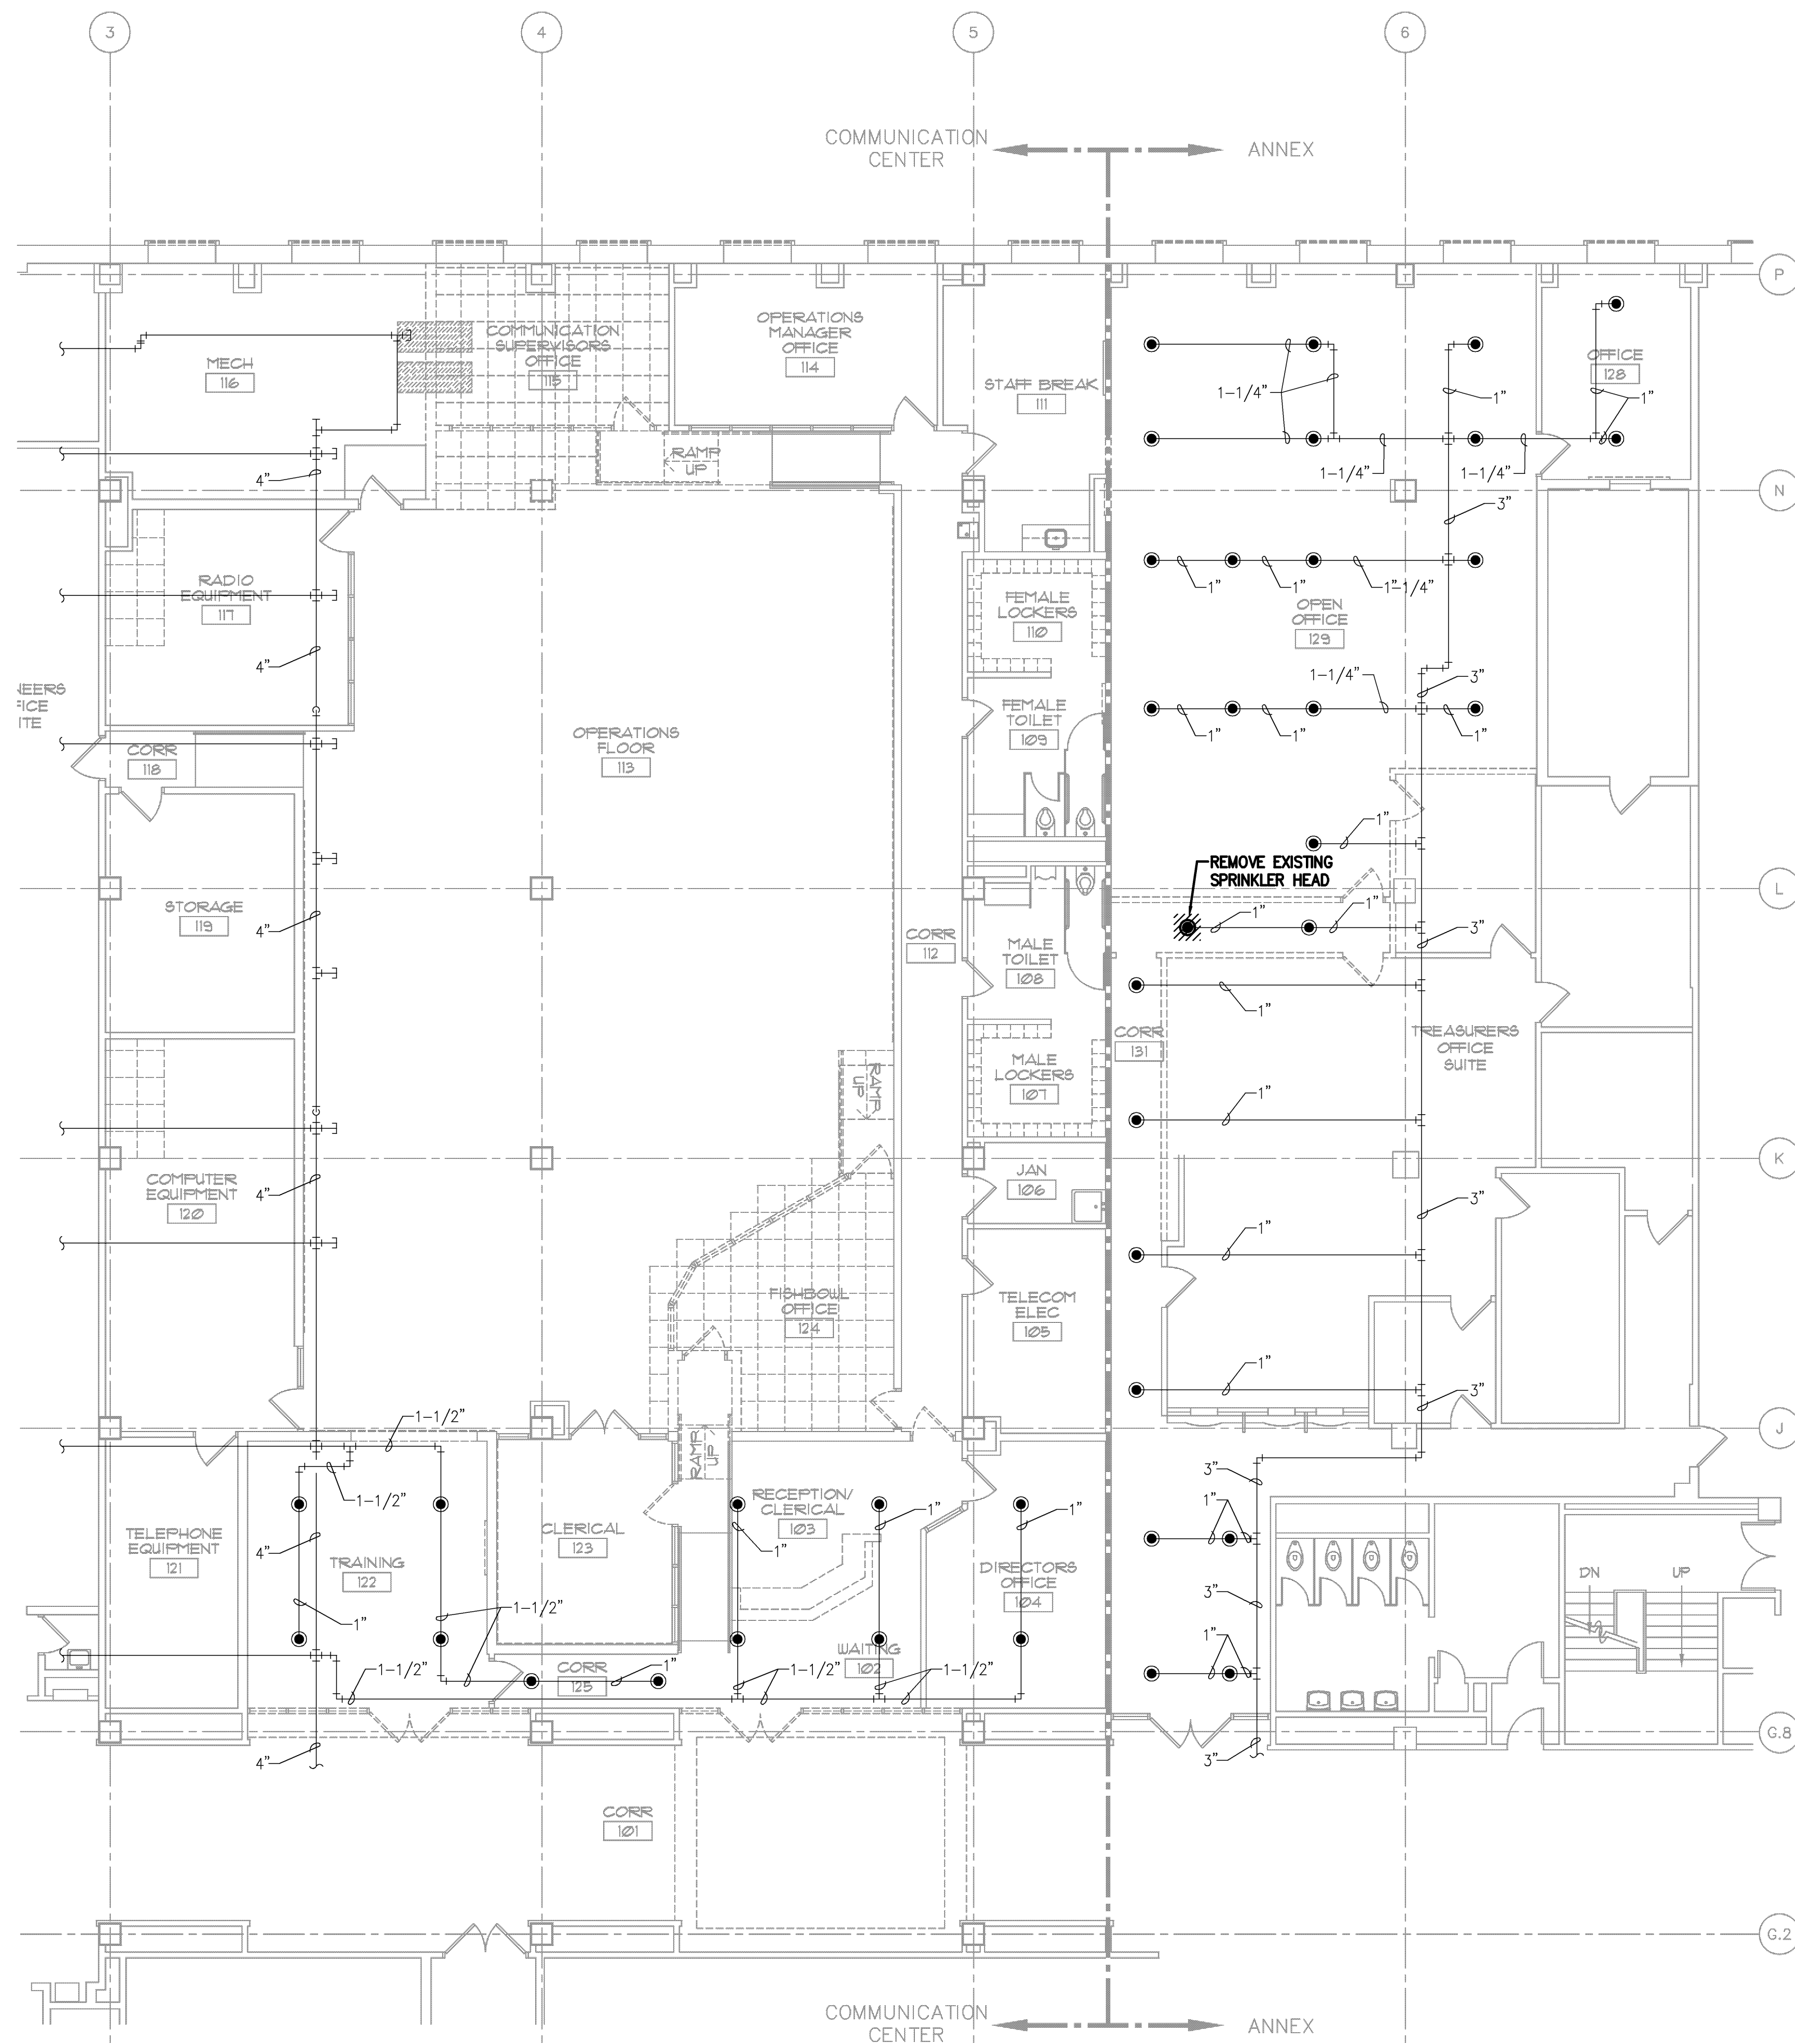 3
4
5
6
COMMUNICATION
CENTER
ANNEX
P
MECH
116
COMMUNICATION
SUPERVISORS
OFFICE
115
OPERATIONS
MANAGER
OFFICE
114
STAFF BREAK
111
1-1/4"
1"
OFFICE
128
1"
1-1/4"
1-1/4"
RAMP
UP
4"
N
3"
RADIO
EQUIPMENT
117
4"
FEMALE
LOCKERS
110
1"
1"
1"
1-1/4"
OPEN
OFFICE
129
1-1/4"
3"
FEMALE
TOILET
109
1"
1"
1"
OPERATIONS
FLOOR
113
CORR
118
1"
REMOVE EXISTING
SPRINKLER HEAD
L
STORAGE
119
4"
1"
1"
3"
CORR
112
MALE
TOILET
108
1"
CORR
131
TREASURERS
OFFICE
SUITE
RAMP
UP
MALE
LOCKERS
107
1"
K
COMPUTER
EQUIPMENT
120
4"
JAN
106
3"
1"
FISHBOWL
OFFICE
124
TELECOM
ELEC
105
1"
3"
1-1/2"
J
RAMP
UP
3"
1-1/2"
RECEPTION/
CLERICAL
103
1"
1"
1"
1"
TELEPHONE
EQUIPMENT
121
4"
TRAINING
122
CLERICAL
123
DIRECTORS
OFFICE
104
3"
DN
UP
1-1/2"
1"
1"
WAITING
102
1-1/2"
CORR
125
1"
1-1/2"
1-1/2"
G.8
4"
3"
CORR
101
G.2
COMMUNICATION
CENTER
ANNEX